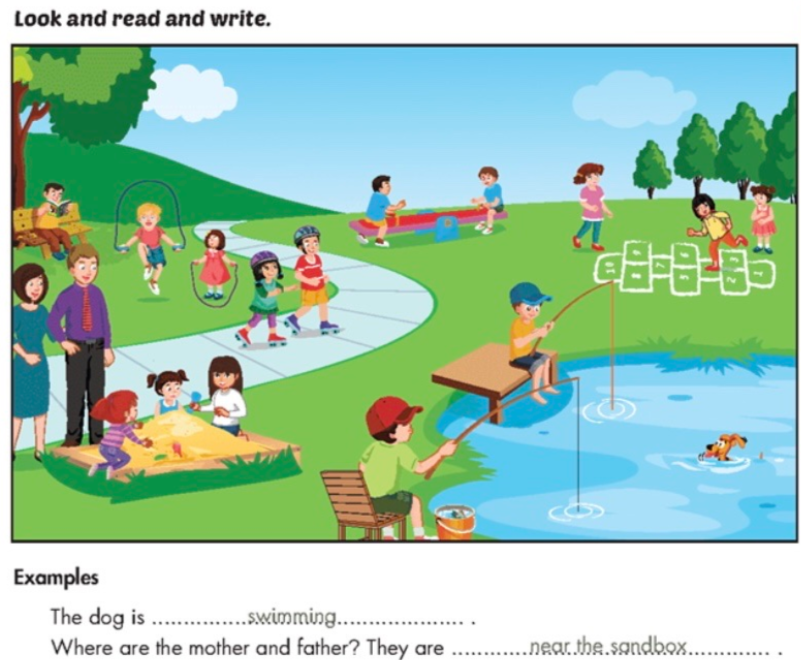 Look and read and write.
Examples
The dog is ...............swimming.................... .
Where are the mother and father? They are ............near the sandbox............. .